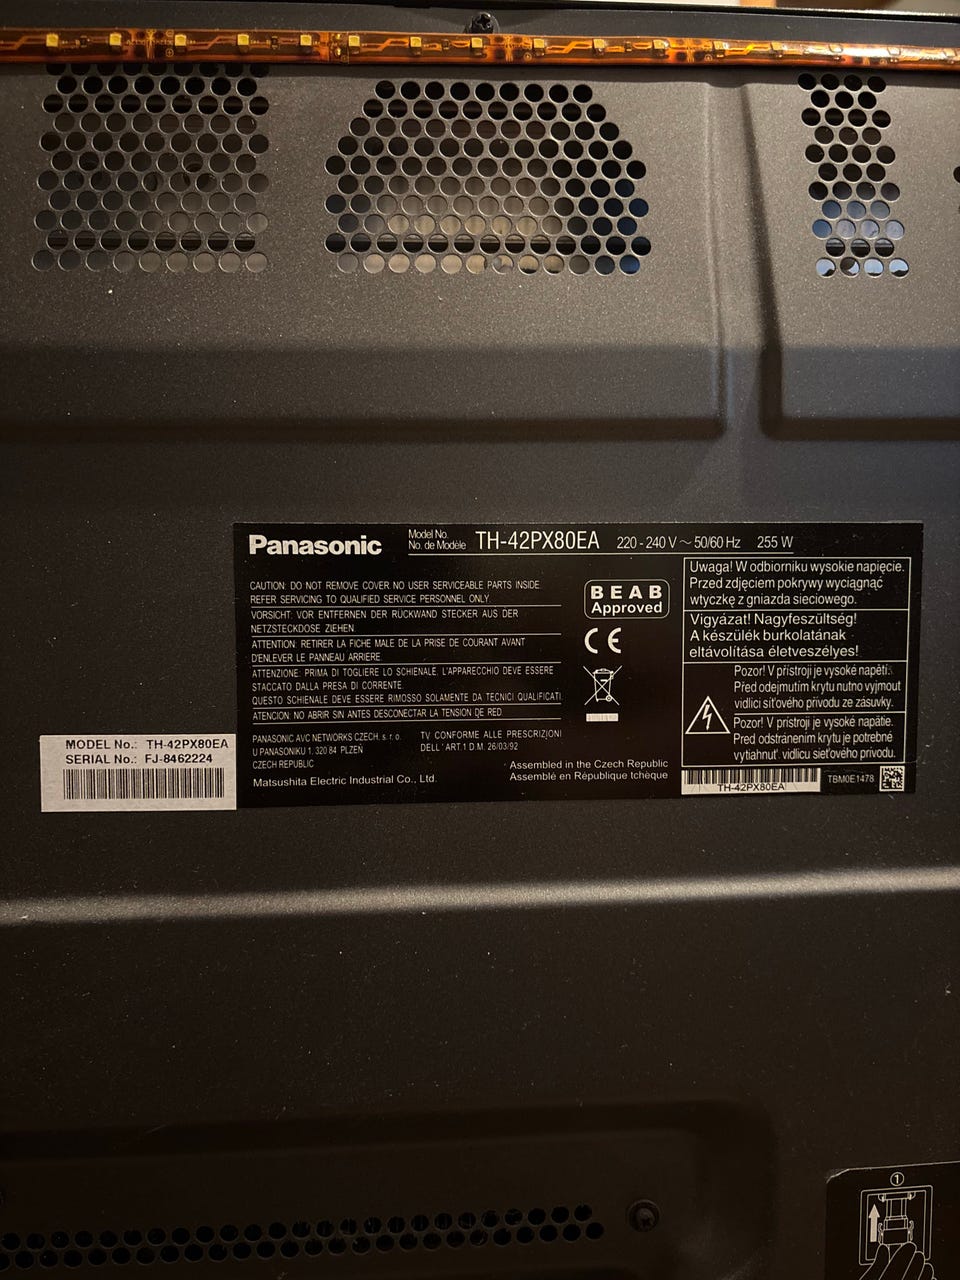 Panasonic
Model No.
No. de Modèle
TH-42PX80EA
220 - 240 V ~ 50/60 Hz 255 W
CAUTION: DO NOT REMOVE COVER NO USER SERVICEABLE PARTS INSIDE.
REFER SERVICING TO QUALIFIED SERVICE PERSONNEL ONLY.
VORSICHT: VOR ENTFERNEN DER RÜCKWAND STECKER AUS DER
NETZSTECKDOSE ZIEHEN
ATTENTION: RETIRER LA FICHE MALE DE LA PRISE DE COURANT AVANT
D'ENLEVER LE PANNEAU ARRIERE
ATTENZIONE: PRIMA DI TOGLIERE LO SCHIENALE. L'APPARECCHIO DEVE ESSERE
STACCATO DALLA PRESA DI CORRENTE.
QUESTO SCHIENALE DEVE ESSERE RIMOSSO SOLAMENTE DA TECNICI QUALIFICATI.
ATENCION: NO ABRIR SIN ANTES DESCONECTAR LA TENSION DE RED
PANASONIC AVC NETWORKS CZECH, s. r. o.
U PANASONIKU 1, 320 84 PLZEŇ
CZECH REPUBLIC
TV CONFORME ALLE PRESCRIZIONI
DELL' ART 1 D.M. 26/03/92
Matsushita Electric Industrial Co., Ltd.
Assembled in the Czech Republic
Assemblé en République tchèque
BEAB
Approved
CE
Uwaga! W odbiorniku wysokie napięcie.
Przed zdjęciem pokrywy wyciągnąć
wtyczkę z gniazda sieciowego.
Vigyázat! Nagyfeszültség!
A készülék burkolatának
eltávolítása életveszélyes!
Pozor! V přístroji je vysoké napětí.
Před odejmutím krytu nutno vyjmout
vidlici síťového přívodu ze zásuvky.
Pozor! V prístroji je vysoké napätie.
Pred odstránením krytu je potrebné
vytiahnuť vidlicu sieťového prívodu.
TH-42PX80EA
TBM0E1478
MODEL No.: TH-42PX80EA
SERIAL No.: FJ-8462224
1